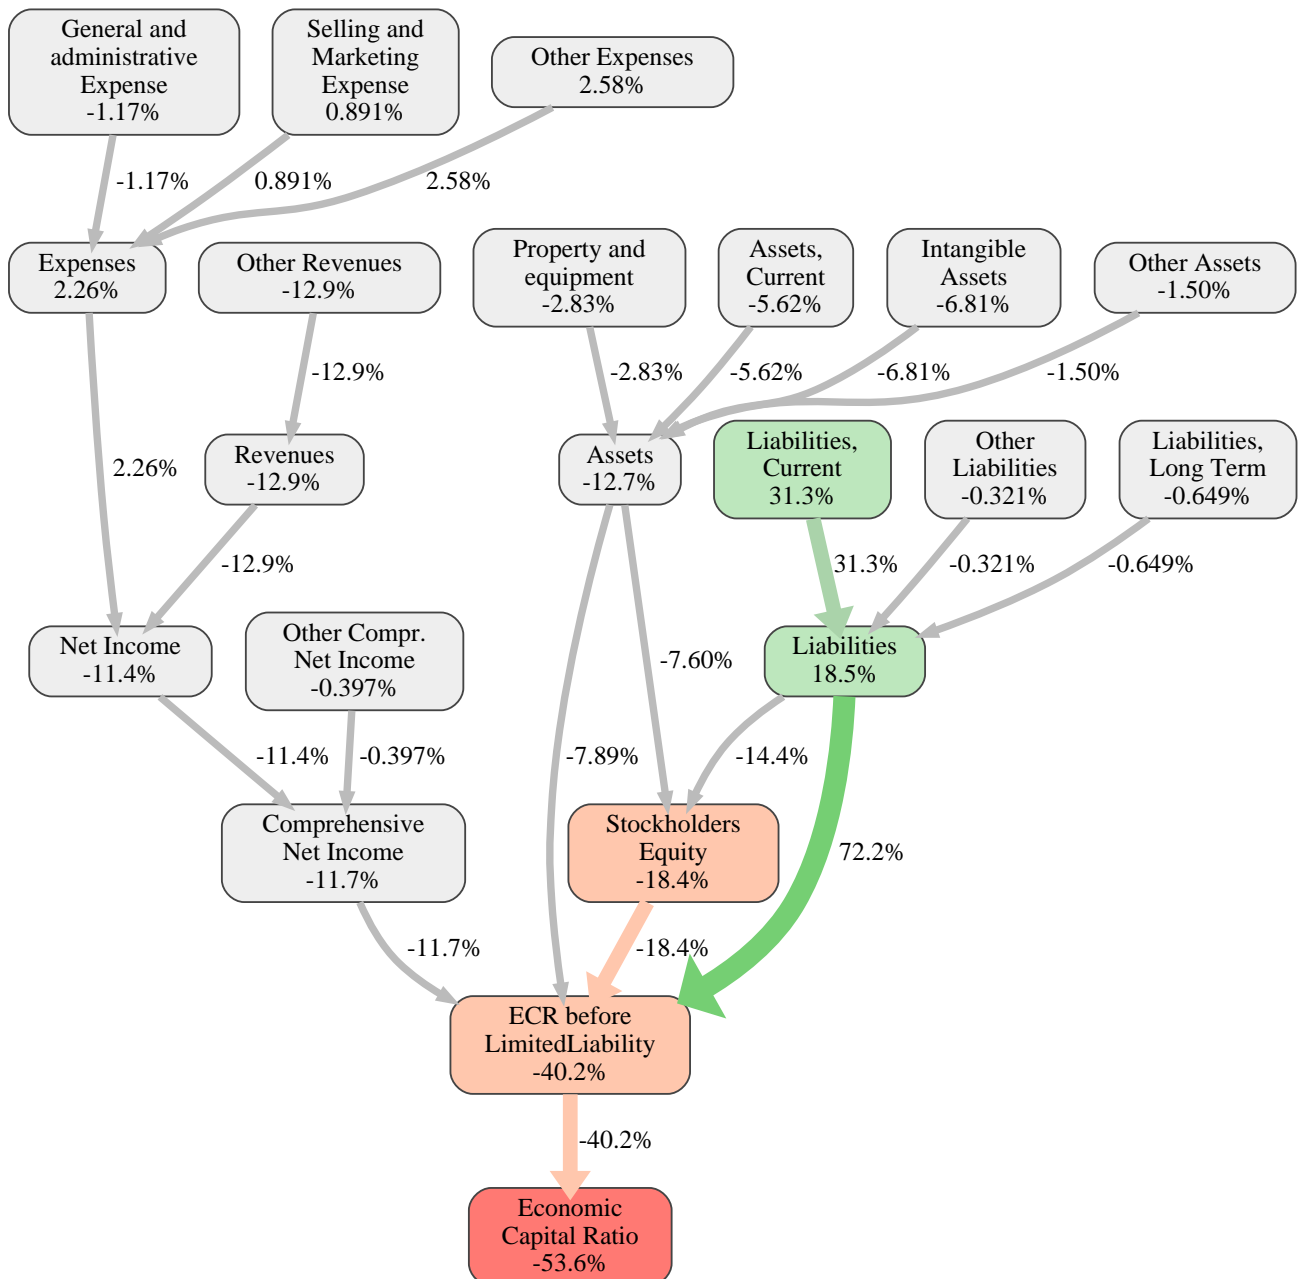 General and
administrative
Expense
-1.17%
Selling and
Marketing
Expense
0.891%
Other Expenses
2.58%
-1.17%
0.891%
2.58%
Expenses
2.26%
Other Revenues
-12.9%
Property and
equipment
-2.83%
Assets,
Current
-5.62%
Intangible
Assets
-6.81%
Other Assets
-1.50%
-12.9%
-2.83%
-5.62%
-6.81%
-1.50%
Revenues
-12.9%
Assets
-12.7%
Liabilities,
Current
31.3%
Other
Liabilities
-0.321%
Liabilities,
Long Term
-0.649%
2.26%
-12.9%
31.3%
-0.321%
-0.649%
Net Income
-11.4%
Other Compr.
Net Income
-0.397%
-7.60%
Liabilities
18.5%
-11.4%
-0.397%
-7.89%
-14.4%
Comprehensive
Net Income
-11.7%
Stockholders
Equity
-18.4%
72.2%
-11.7%
-18.4%
ECR before
LimitedLiability
-40.2%
-40.2%
Economic
Capital Ratio
-53.6%